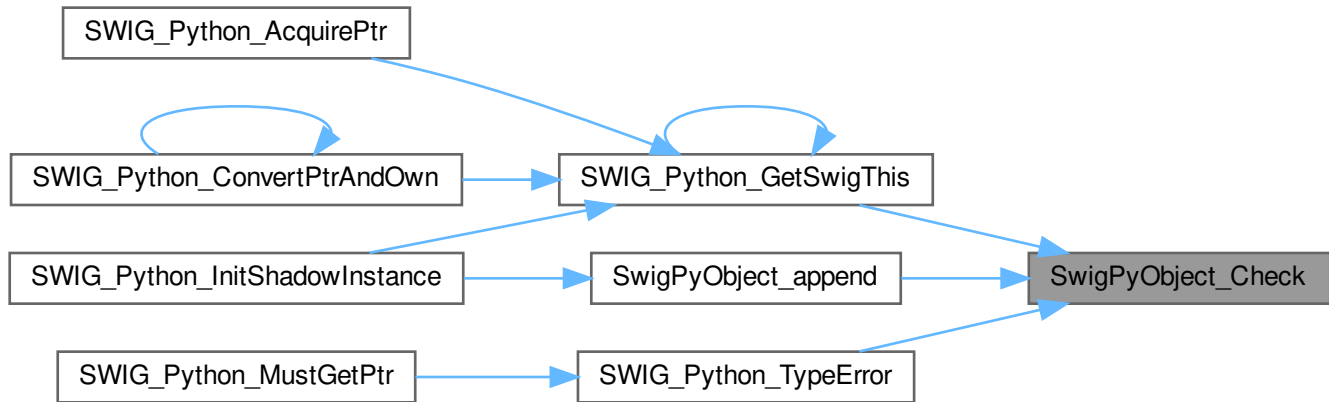 SWIG_Python_AcquirePtr
SWIG_Python_ConvertPtrAndOwn
SWIG_Python_GetSwigThis
SWIG_Python_InitShadowInstance
SwigPyObject_append
SwigPyObject_Check
SWIG_Python_MustGetPtr
SWIG_Python_TypeError